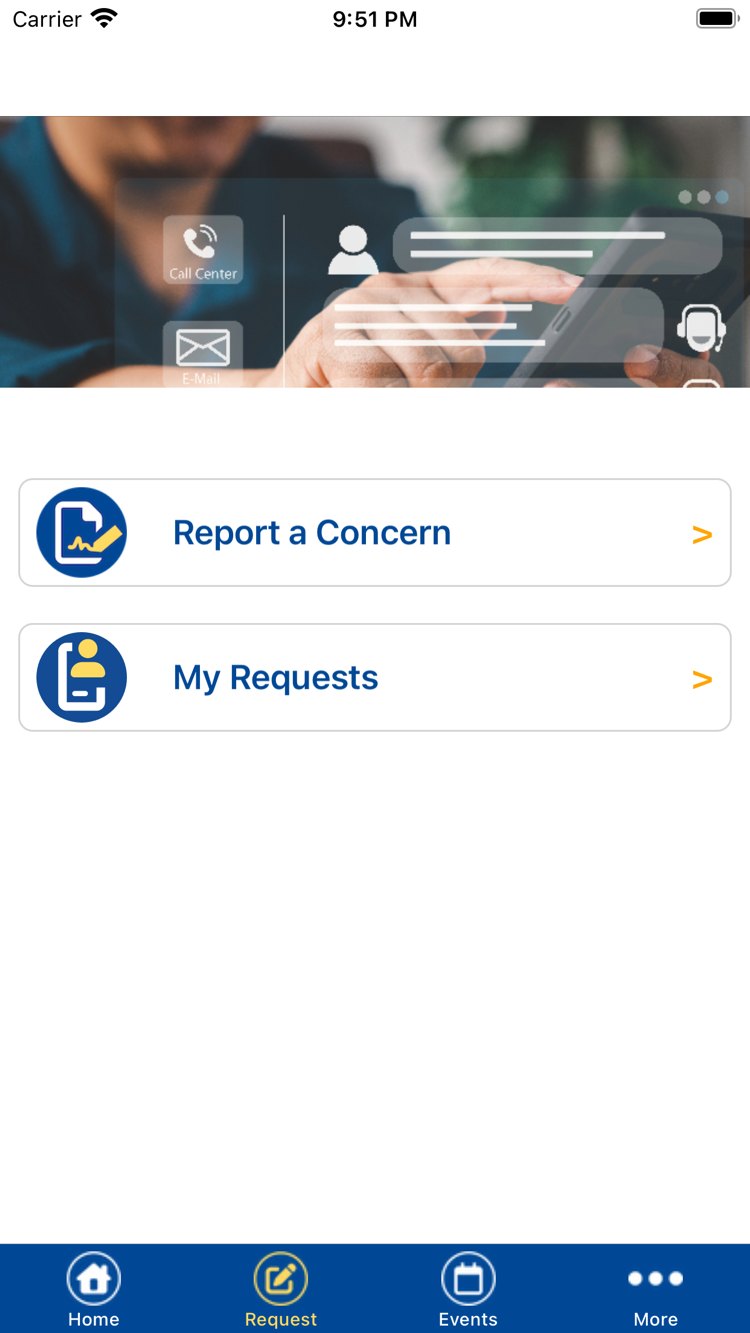 Carrier 9:51 PM
Call Center
E-Mail
Report a Concern >
My Requests >
Home Request Events More